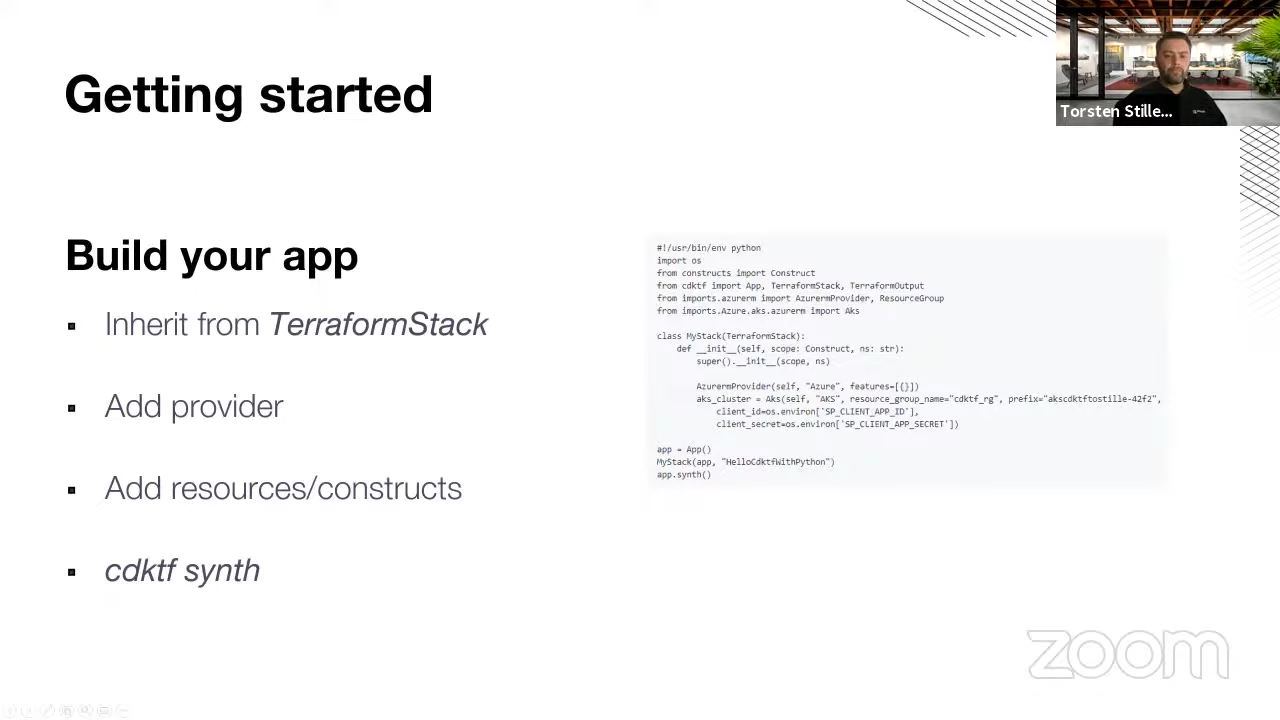 Getting started
Torsten Stille...
Build your app
Inherit from TerraformStack
Add provider
Add resources/constructs
cdktf synth
#!/usr/bin/env python
import os
from constructs import Construct
from cdktf import App, TerraformStack, TerraformOutput
from imports.azurerm import AzurermProvider, ResourceGroup
from imports.Azure.aks.azurerm import Aks
class MyStack(TerraformStack):
def __init__(self, scope: Construct, ns: str):
super().__init__(scope, ns)
AzurermProvider(self, "Azure", features=[{}])
aks_cluster = Aks(self, "AKS", resource_group_name="cdktf_rg", prefix="akscdktftostille-42f2",
client_id=os.environ['SP_CLIENT_APP_ID'],
client_secret=os.environ['SP_CLIENT_APP_SECRET'])
app = App()
MyStack(app, "HelloCdktfWithPython")
app.synth()
zoom